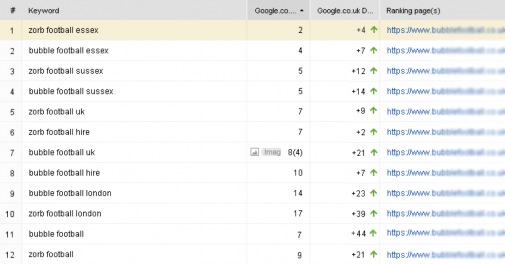 # Keyword Google.co.... Google.co.uk D... Ranking page(s)
1 zorb football essex 2 +4 https://www.bubblefootball.co.uk
2 bubble football essex 4 +7 https://www.bubblefootball.co.uk
3 zorb football sussex 5 +12 https://www.bubblefootball.co.uk
4 bubble football sussex 5 +14 https://www.bubblefootball.co.uk
5 zorb football uk 7 +9 https://www.bubblefootball.co.uk
6 zorb football hire 7 +2 https://www.bubblefootball.co.uk
7 bubble football uk Imag 8(4) +21 https://www.bubblefootball.co.uk
8 bubble football hire 10 +7 https://www.bubblefootball.co.uk
9 bubble football london 14 +23 https://www.bubblefootball.co.uk
10 zorb football london 17 +39 https://www.bubblefootball.co.uk
11 bubble football 7 +44 https://www.bubblefootball.co.uk
12 zorb football 9 +21 https://www.bubblefootball.co.uk